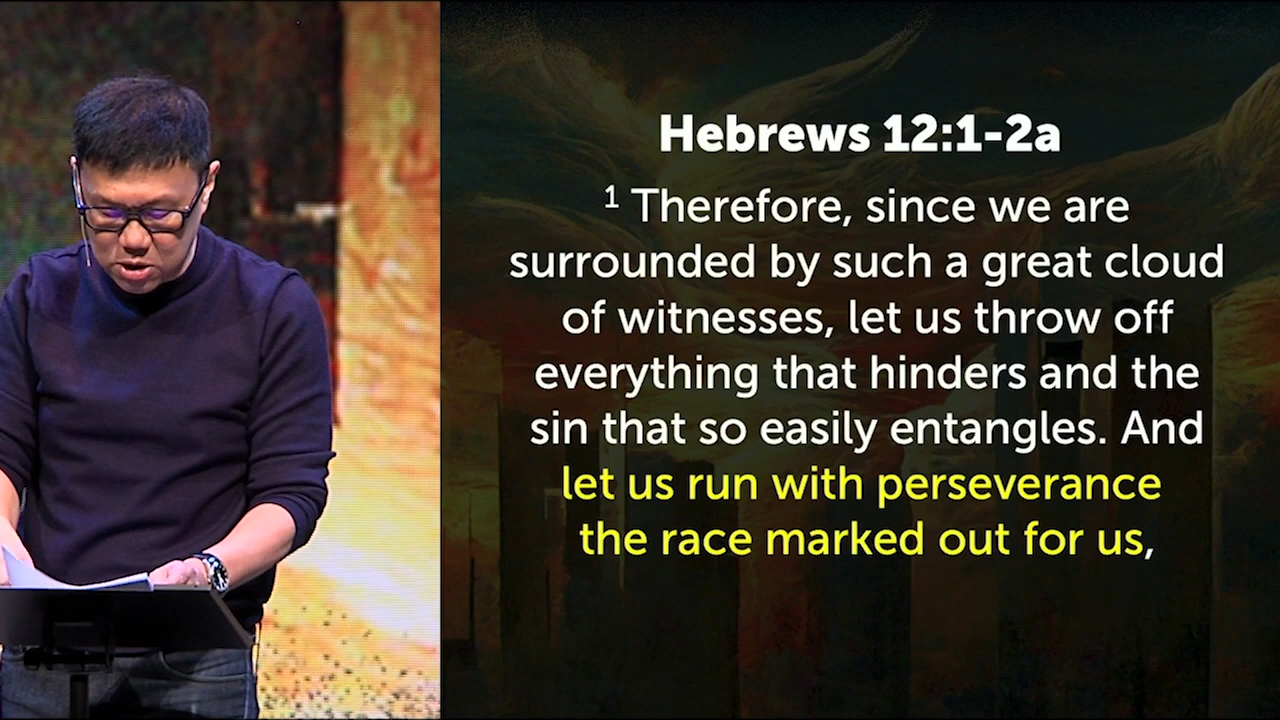 Hebrews 12:1-2a
1 Therefore, since we are
surrounded by such a great cloud
of witnesses, let us throw off
everything that hinders and the
sin that so easily entangles. And
let us run with perseverance
the race marked out for us,